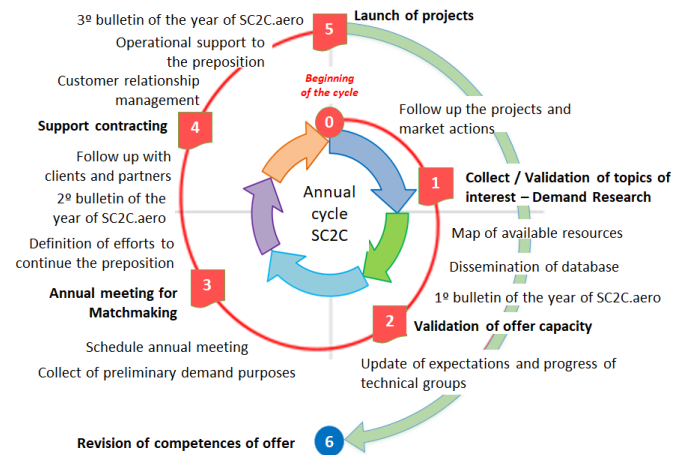 3º bulletin of the year of SC2C.aero
5
Launch of projects
Operational support to
the preposition
Beginning
of the cycle
Customer relationship
management
0
Follow up the projects and
market actions
Support contracting
4
Follow up with
clients and partners
1
Collect / Validation of topics of
interest – Demand Research
Annual
cycle
SC2C
2º bulletin of the
year of SC2C.aero
Map of available resources
Definition of efforts to
continue the preposition
Dissemination of database
3
Annual meeting for
Matchmaking
1º bulletin of the year of SC2C.aero
2
Validation of offer capacity
Schedule annual meeting
Collect of preliminary demand purposes
Update of expectations and progress of
technical groups
Revision of competences of offer
6